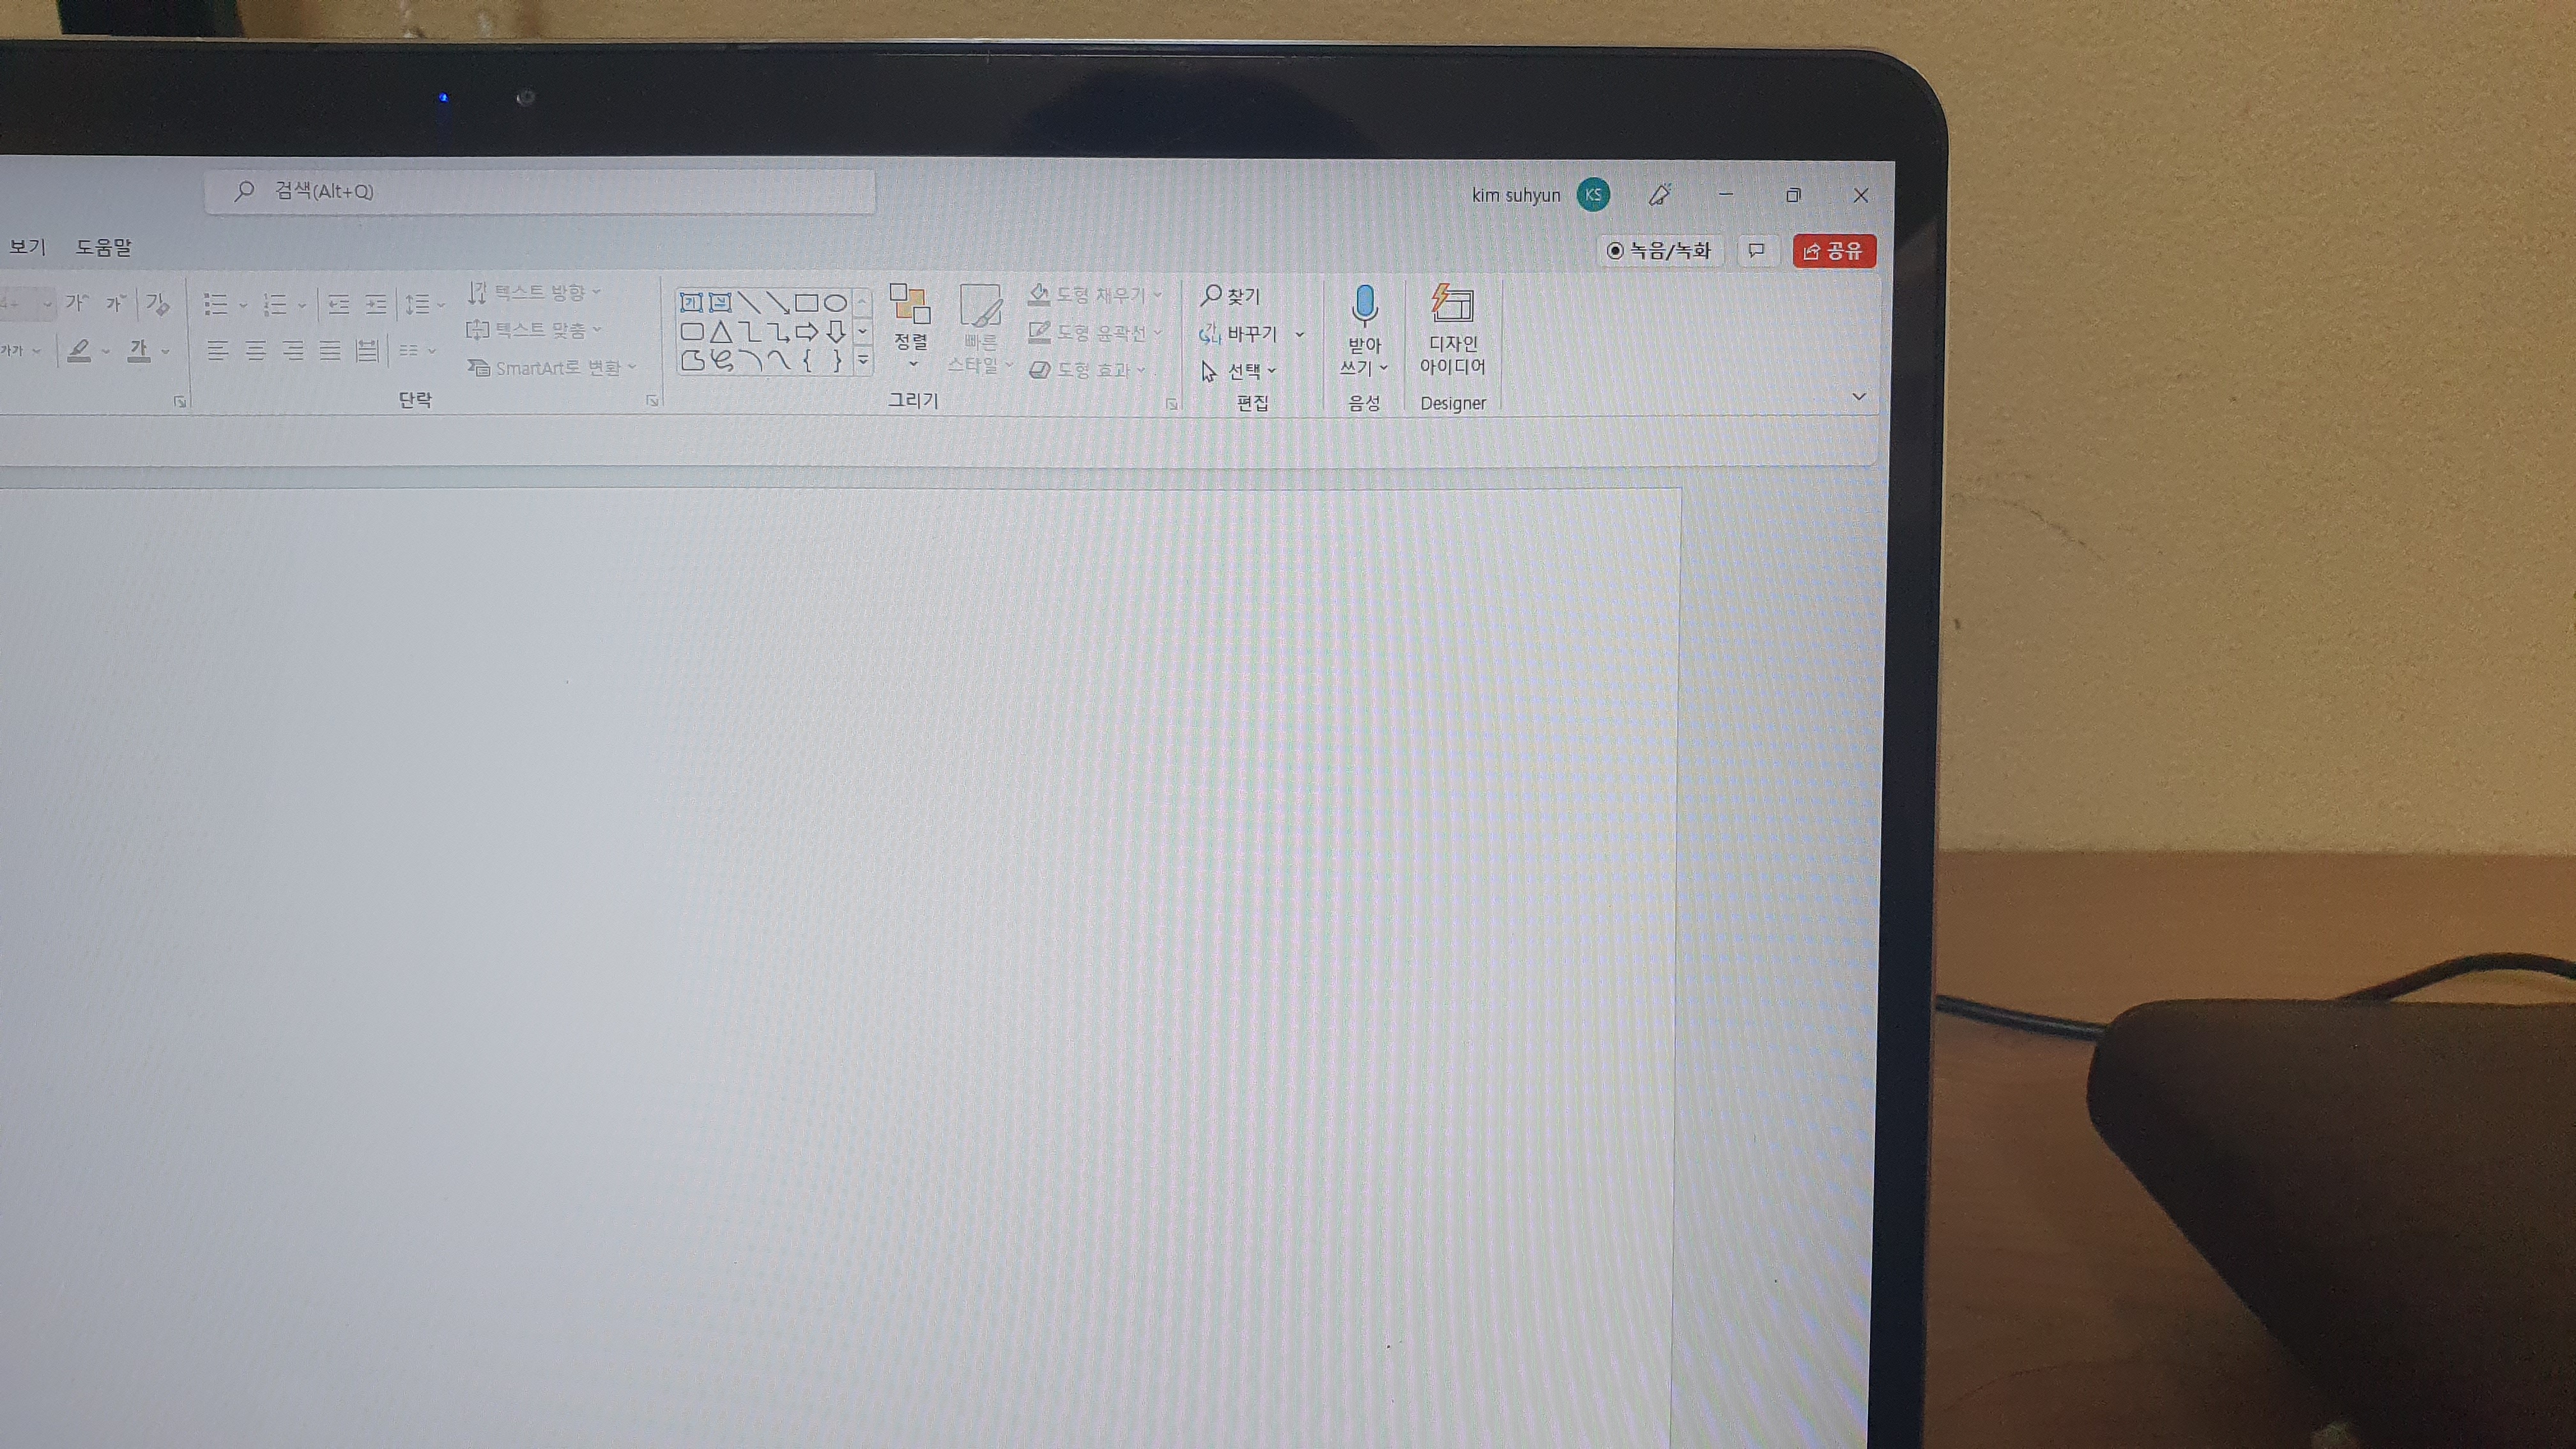 검색(Alt+Q)
kim suhyun KS
보기 도움말
녹음/녹화 공유
가 가 가
텍스트 방향
텍스트 맞춤
SmartArt로 변환
가가 가
단락
정렬
빠른
스타일
도형 채우기
도형 윤곽선
도형 효과
그리기
찾기
바꾸기
선택
편집
받아
쓰기
음성
디자인
아이디어
Designer